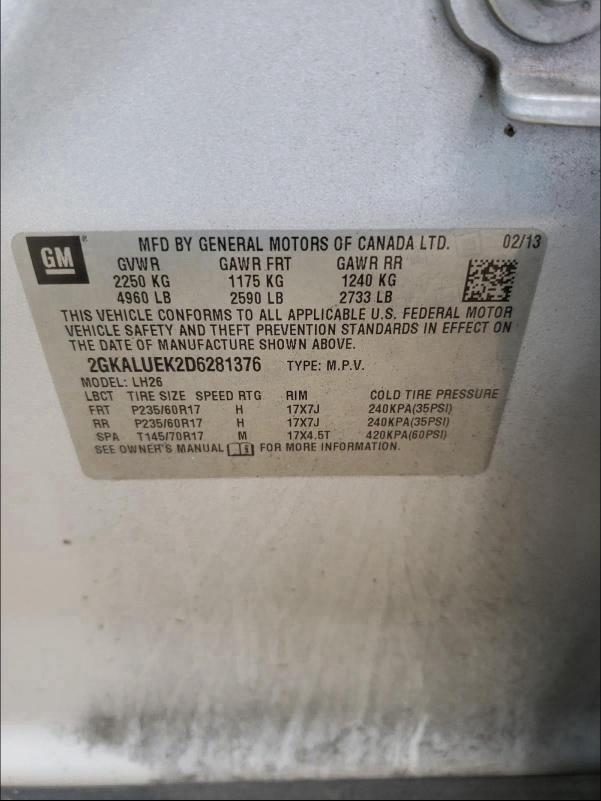 GM® MFD BY GENERAL MOTORS OF CANADA LTD. 02/13
GVWR GAWR FRT GAWR RR
2250 KG 1175 KG 1240 KG
4960 LB 2590 LB 2733 LB
THIS VEHICLE CONFORMS TO ALL APPLICABLE U.S. FEDERAL MOTOR
VEHICLE SAFETY AND THEFT PREVENTION STANDARDS IN EFFECT ON
THE DATE OF MANUFACTURE SHOWN ABOVE.
2GKALUEK2D6281376 TYPE: M.P.V.
MODEL: LH26
LBCT TIRE SIZE SPEED RTG RIM COLD TIRE PRESSURE
FRT P235/60R17 H 17X7J 240KPA(35PSI)
RR P235/60R17 H 17X7J 240KPA(35PSI)
SPA T145/70R17 M 17X4.5T 420KPA(60PSI)
SEE OWNER'S MANUAL FOR MORE INFORMATION.